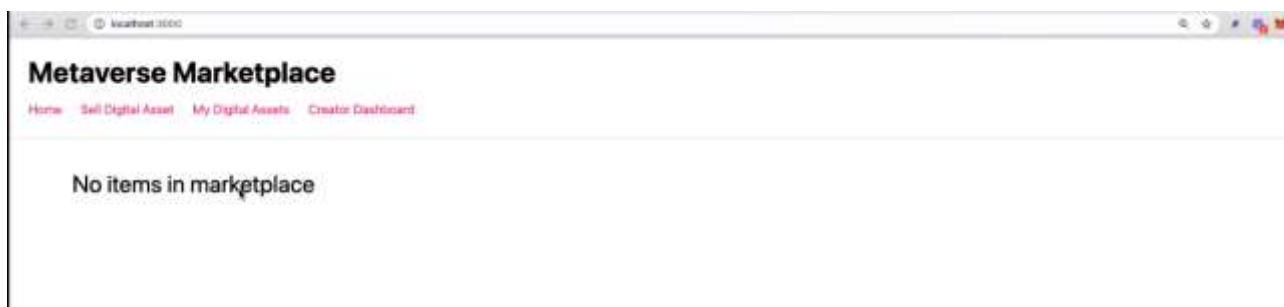 localhost:3000
Metaverse Marketplace
Home Sell Digital Asset My Digital Assets Creator Dashboard
No items in marketplace